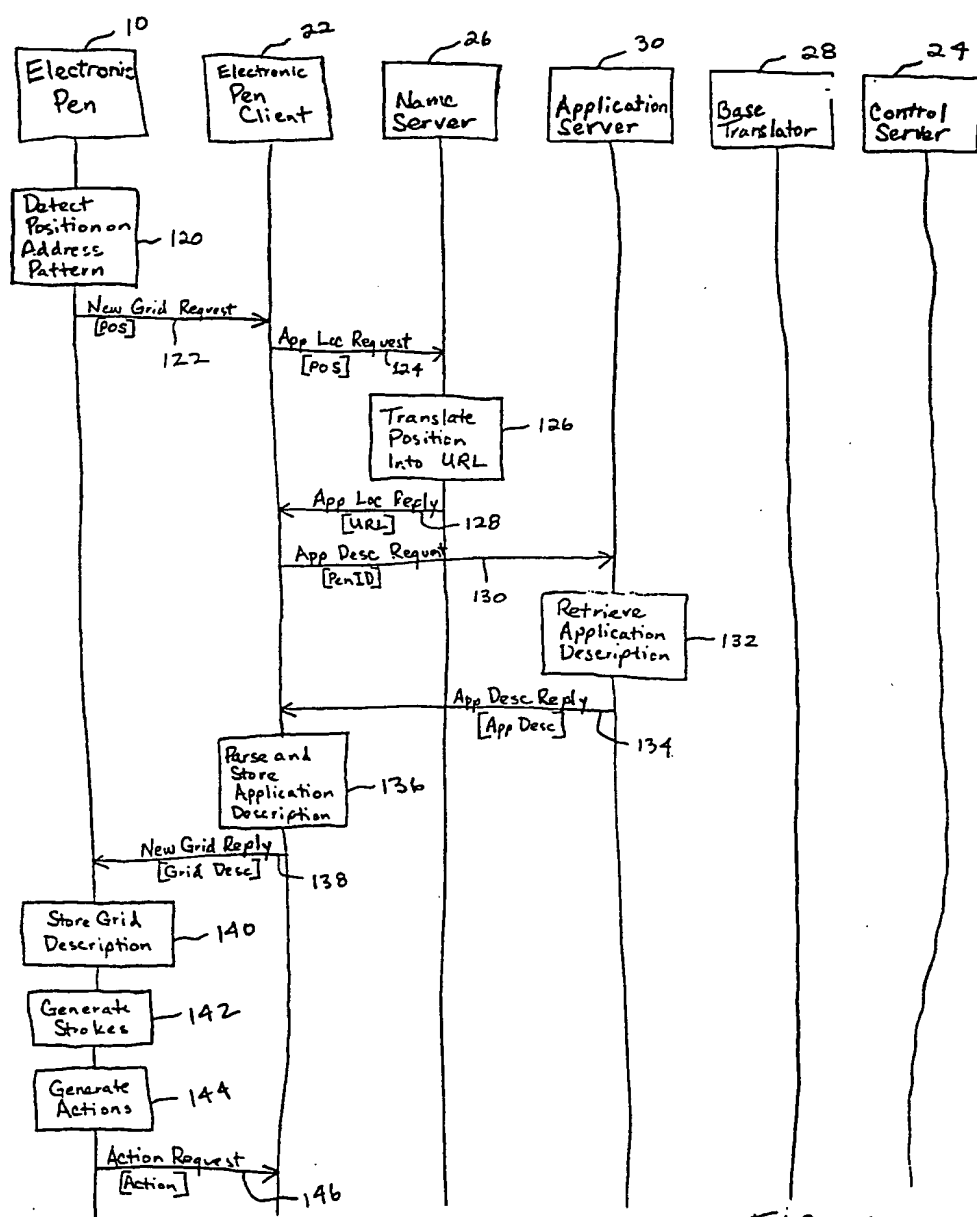 10
22
26
30
28
24
Electronic
Pen
Electronic
Pen
Client
Name
Server
Application
Server
Base
Translator
Control
Server
Detect
Position on
Address
Pattern
120
New Grid Request
[POS]
122
App Loc Request
[POS]
124
Translate
Position
Into URL
126
App Loc Reply
[URL]
128
App Desc Request
[PenID]
130
Retrieve
Application
Description
132
App Desc Reply
[App Desc]
134
Parse and
Store
Application
Description
136
New Grid Reply
[Grid Desc]
138
Store Grid
Description
140
Generate
Strokes
142
Generate
Actions
144
Action Request
[Action]
146